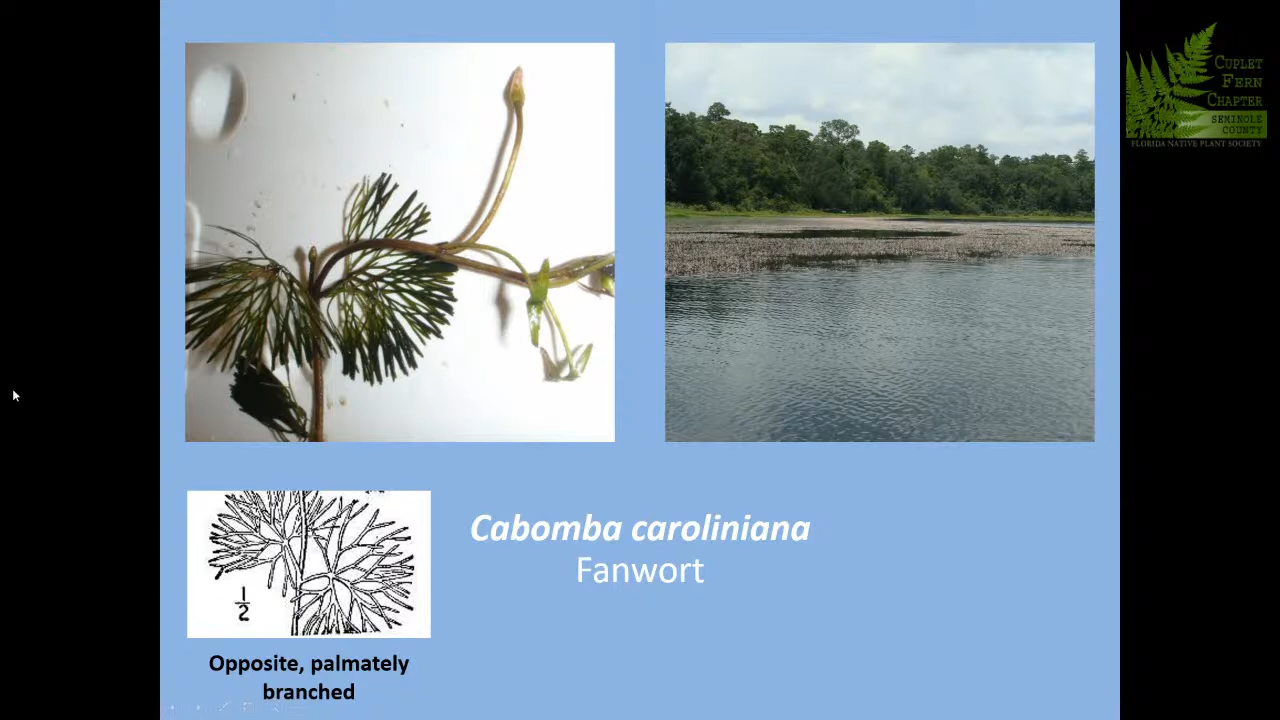 CUPLET
FERN
CHAPTER
SEMINOLE
COUNTY
FLORIDA NATIVE PLANT SOCIETY
Cabomba caroliniana
Fanwort
1
2
Opposite, palmately
branched